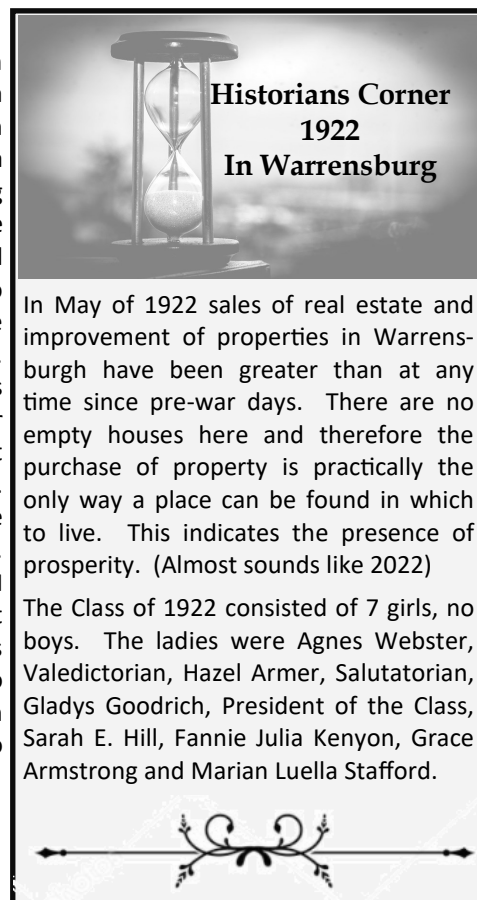 Historians Corner
1922
In Warrensburg
In May of 1922 sales of real estate and
improvement of properties in Warrens-
burgh have been greater than at any
time since pre-war days. There are no
empty houses here and therefore the
purchase of property is practically the
only way a place can be found in which
to live. This indicates the presence of
prosperity. (Almost sounds like 2022)
The Class of 1922 consisted of 7 girls, no
boys. The ladies were Agnes Webster,
Valedictorian, Hazel Armer, Salutatorian,
Gladys Goodrich, President of the Class,
Sarah E. Hill, Fannie Julia Kenyon, Grace
Armstrong and Marian Luella Stafford.